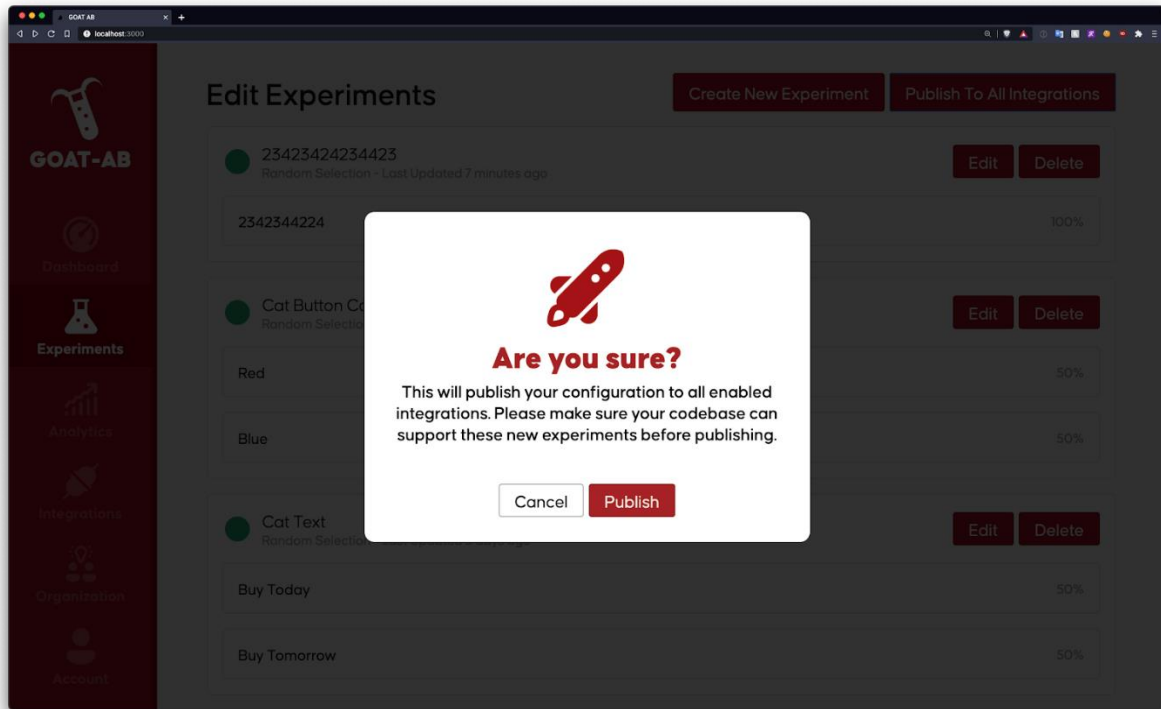 GOAT AB
localhost:3000
GOAT-AB
Dashboard
Experiments
Analytics
Integrations
Organization
Account
Edit Experiments
Create New Experiment
Publish To All Integrations
23423424234423
Random Selection - Last Updated 7 minutes ago
Edit
Delete
2342344224
100%
Cat Button
Random Selection
Edit
Delete
Red
50%
Blue
50%
Cat Text
Random Selection
Edit
Delete
Buy Today
50%
Buy Tomorrow
50%
Are you sure?
This will publish your configuration to all enabled
integrations. Please make sure your codebase can
support these new experiments before publishing.
Cancel
Publish